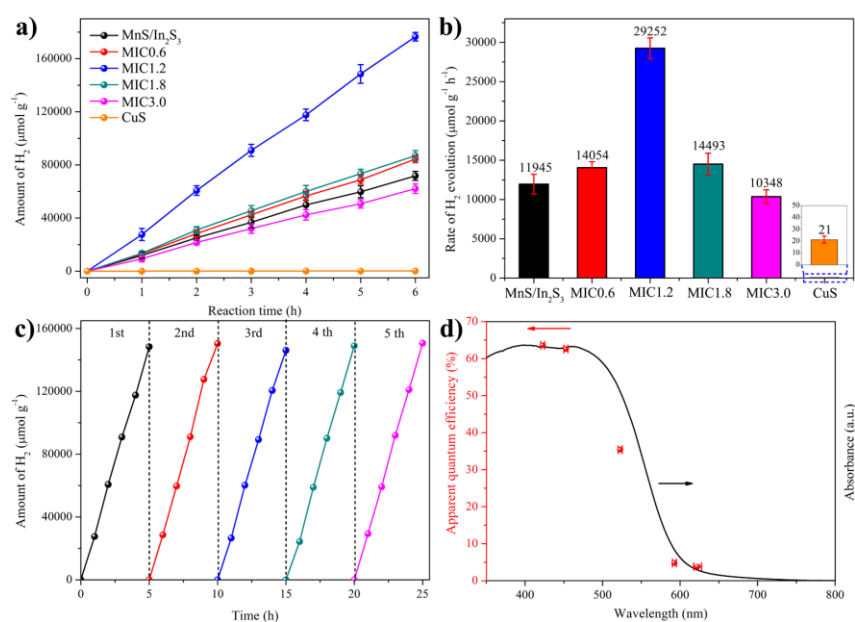 a)
160000
120000
80000
40000
0
Amount of H₂ (μmol g⁻¹)
MnS/In₂S₃
MIC0.6
MIC1.2
MIC1.8
MIC3.0
CuS
0 1 2 3 4 5 6
Reaction time (h)
b)
30000
25000
20000
15000
10000
5000
0
Rate of H₂ evolution (μmol g⁻¹ h⁻¹)
11945
14054
29252
14493
10348
50
40
30
20
10
0
21
MnS/In₂S₃ MIC0.6 MIC1.2 MIC1.8 MIC3.0 CuS
c)
160000
120000
80000
40000
0
Amount of H₂ (μmol g⁻¹)
1st 2nd 3rd 4 th 5 th
0 5 10 15 20 25
Time (h)
d)
70
60
50
40
30
20
10
0
Apparent quantum efficiency (%)
Absorbance (a.u.)
400 500 600 700 800
Wavelength (nm)